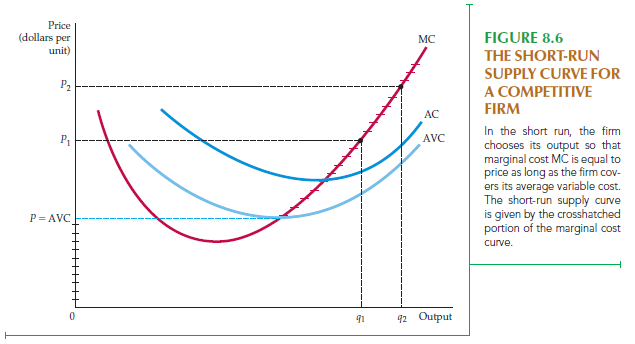 Price
(dollars per
unit)
MC
P2
AC
P1
AVC
P = AVC
0
q1
q2
Output
FIGURE 8.6
THE SHORT-RUN
SUPPLY CURVE FOR
A COMPETITIVE
FIRM
In the short run, the firm
chooses its output so that
marginal cost MC is equal to
price as long as the firm cov-
ers its average variable cost.
The short-run supply curve
is given by the crosshatched
portion of the marginal cost
curve.